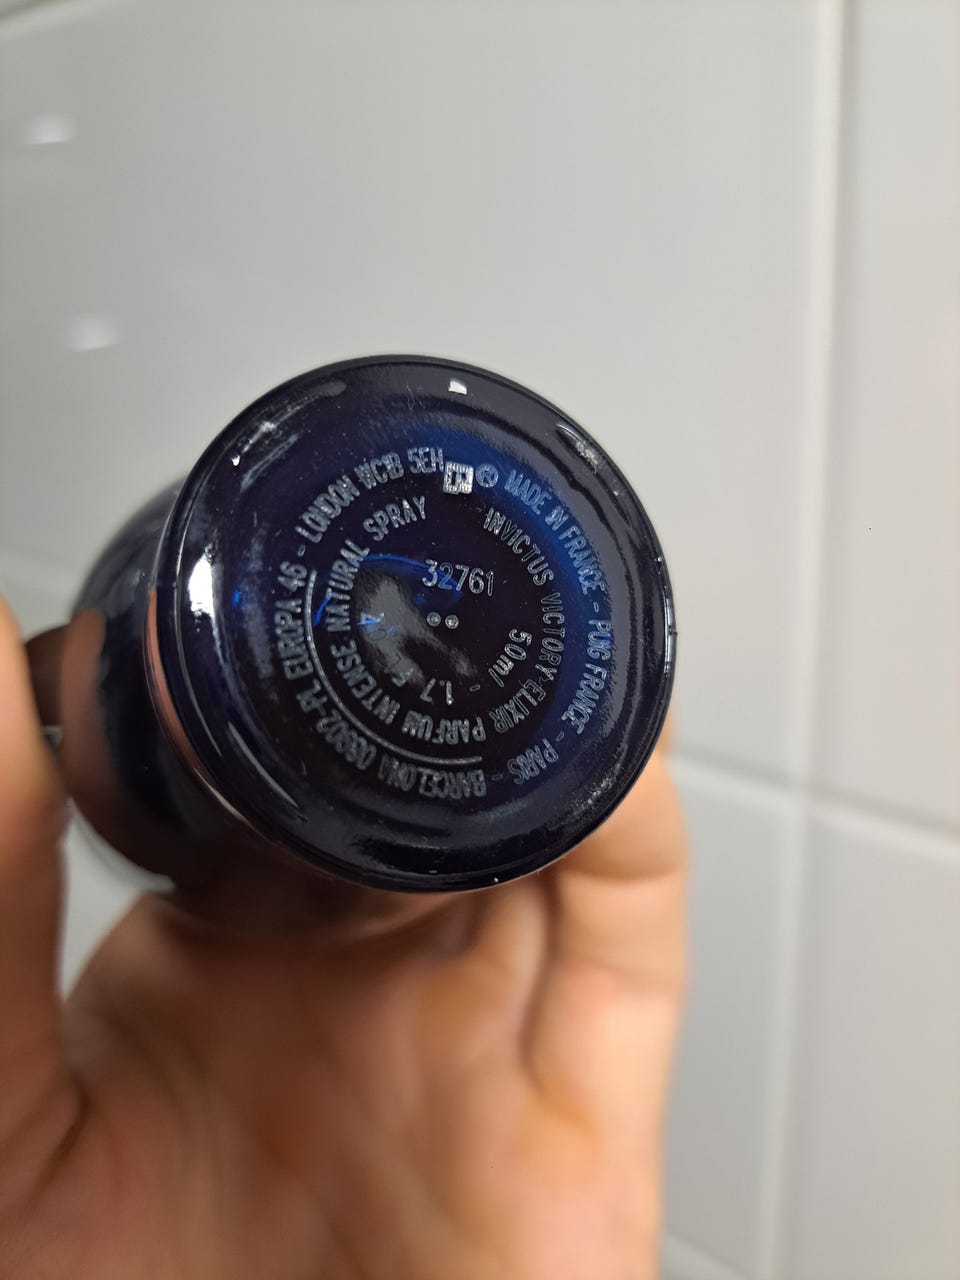 MADE IN FRANCE - PUIG FRANCE - PARIS - BARCELONA 08902-PL EUROPA 46 - LONDON WC1B 5EH
INVICTUS VICTORY ELIXIR PARFUM INTENSE NATURAL SPRAY
32761
50ml - 1.7